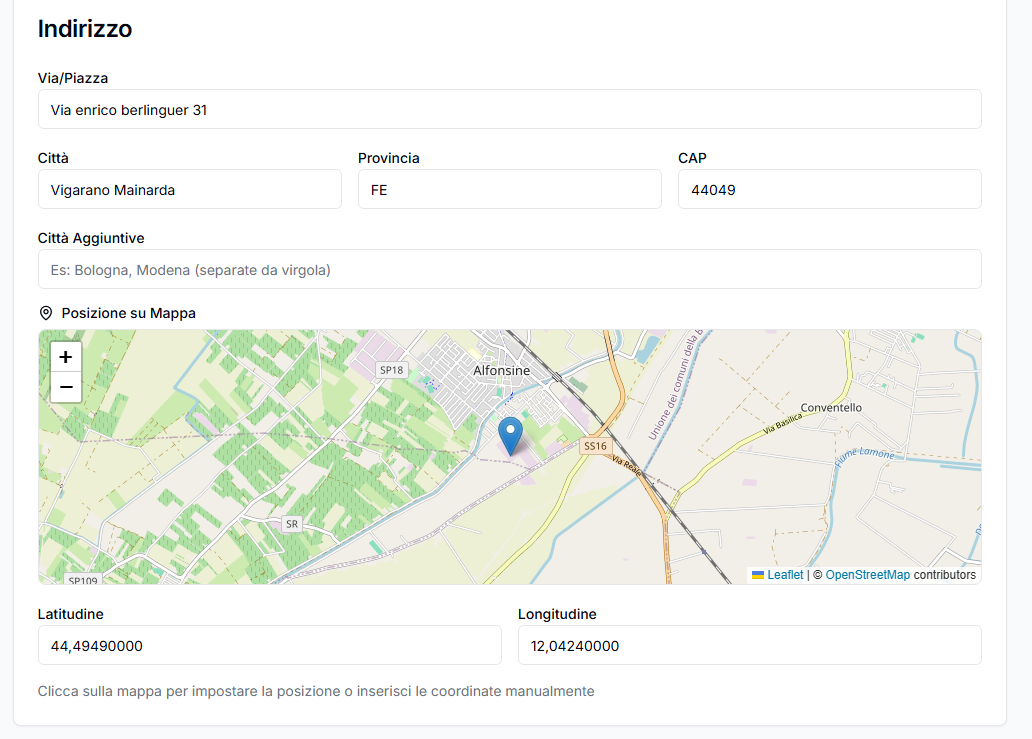 Indirizzo
Via/Piazza
Via enrico berlinguer 31
Città Provincia CAP
Vigarano Mainarda FE 44049
Città Aggiuntive
Es: Bologna, Modena (separate da virgola)
Posizione su Mappa
+
−
SP18
Alfonsine
Unione dei comuni della B
Conventello
Via Basilica
SS16
Via Reale
Fiume Lamone
SR
SP109
Leaflet | © OpenStreetMap contributors
Latitudine Longitudine
44,49490000 12,04240000
Clicca sulla mappa per impostare la posizione o inserisci le coordinate manualmente